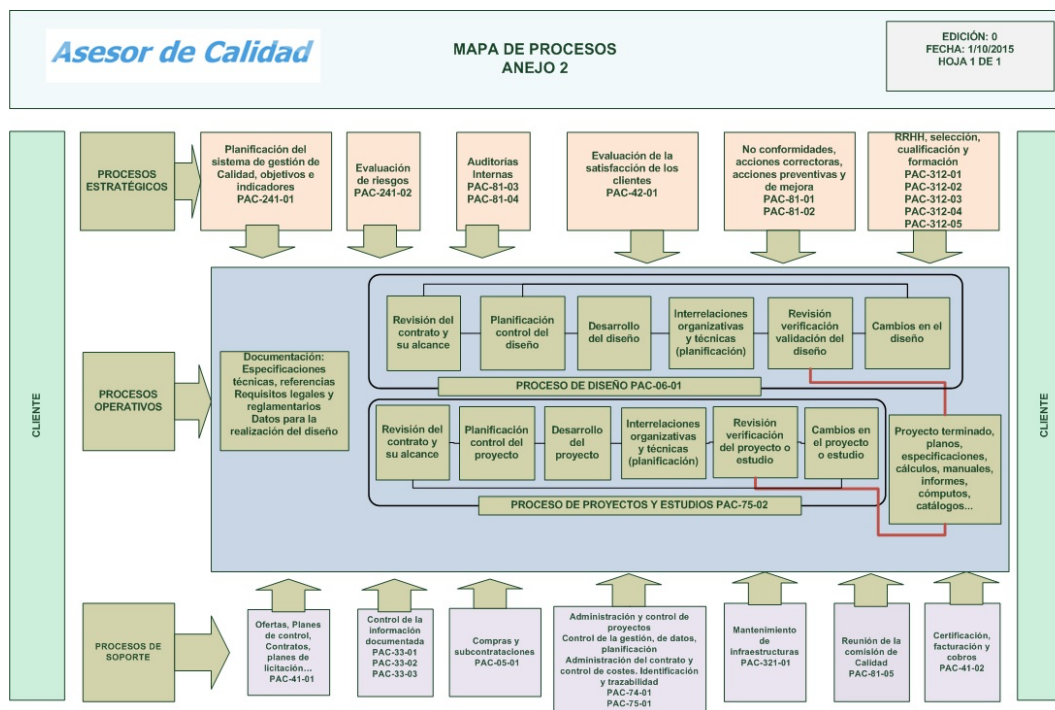 Asesor de Calidad
MAPA DE PROCESOS
ANEJO 2
EDICIÓN: 0
FECHA: 1/10/2015
HOJA 1 DE 1
CLIENTE
PROCESOS
ESTRATÉGICOS
Planificación del
sistema de gestión de
Calidad, objetivos e
indicadores
PAC-241-01
Evaluación
de riesgos
PAC-241-02
Auditorías
Internas
PAC-81-03
PAC-81-04
Evaluación de la
satisfacción de los
clientes
PAC-42-01
No conformidades,
acciones correctoras,
acciones preventivas y
de mejora
PAC-81-01
PAC-81-02
RRHH, selección,
cualificación y
formación
PAC-312-01
PAC-312-02
PAC-312-03
PAC-312-04
PAC-312-05
PROCESOS
OPERATIVOS
Documentación:
Especificaciones
técnicas, referencias
Requisitos legales y
reglamentarios
Datos para la
realización del diseño
Revisión del
contrato y
su alcance
Planificación
control del
diseño
Desarrollo
del diseño
Interrelaciones
organizativas
y técnicas
(planificación)
Revisión
verificación
validación del
diseño
Cambios en el
diseño
PROCESO DE DISEÑO PAC-06-01
Revisión del
contrato y
su alcance
Planificación
control del
proyecto
Desarrollo
del
proyecto
Interrelaciones
organizativas
y técnicas
(planificación)
Revisión
verificación
del proyecto o
estudio
Cambios en
el proyecto
o estudio
PROCESO DE PROYECTOS Y ESTUDIOS PAC-75-02
Proyecto terminado,
planos,
especificaciones,
cálculos, manuales,
informes,
cómputos,
catálogos...
PROCESOS DE
SOPORTE
Ofertas, Planes
de control,
Contratos,
planes de
licitación...
PAC-41-01
Control de la
información
documentada
PAC-33-01
PAC-33-02
PAC-33-03
Compras y
subcontrataciones
PAC-05-01
Administración y control de
proyectos
Control de la gestión, de datos,
planificación
Administración del contrato y
control de costes. Identificación
y trazabilidad
PAC-74-01
PAC-75-01
Mantenimiento
de
infraestructuras
PAC-321-01
Reunión de la
comisión de
Calidad
PAC-81-05
Certificación,
facturación y
cobros
PAC-41-02
CLIENTE